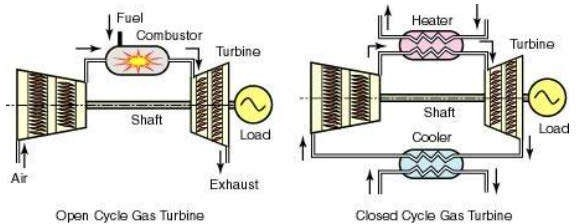 Fuel
Combustor
Turbine
Shaft
Load
Air
Exhaust
Open Cycle Gas Turbine
Heater
Turbine
Shaft
Load
Cooler
Closed Cycle Gas Turbine